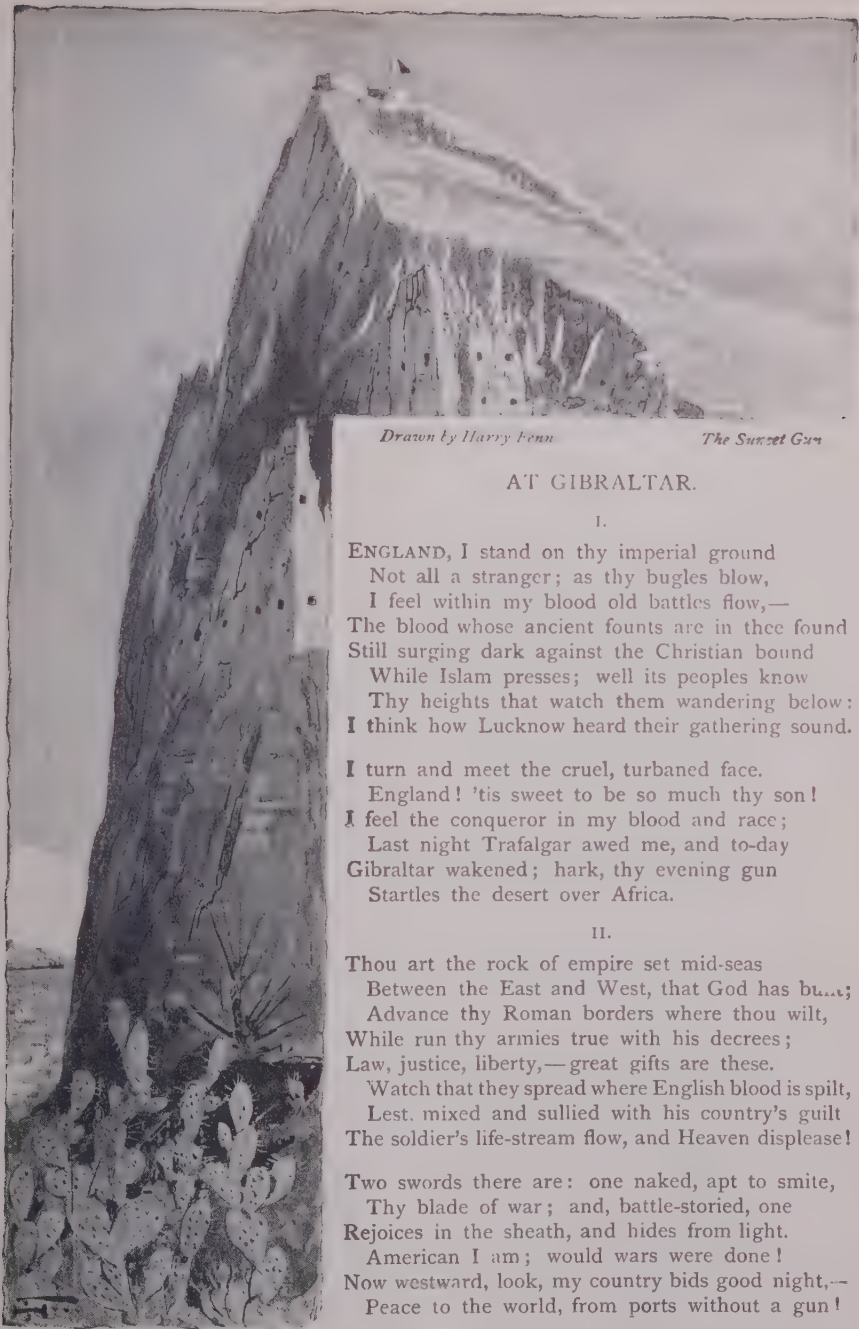 Drawn by Harry Fenn
The Sunset Gun
AT GIBRALTAR.
I.
ENGLAND, I stand on thy imperial ground
Not all a stranger; as thy bugles blow,
I feel within my blood old battles flow,—
The blood whose ancient founts are in thee found
Still surging dark against the Christian bound
While Islam presses; well its peoples know
Thy heights that watch them wandering below:
I think how Lucknow heard their gathering sound.
I turn and meet the cruel, turbaned face.
England! 'tis sweet to be so much thy son!
I feel the conqueror in my blood and race;
Last night Trafalgar awed me, and to-day
Gibraltar wakened; hark, thy evening gun
Startles the desert over Africa.
II.
Thou art the rock of empire set mid-seas
Between the East and West, that God has
Advance thy Roman borders where thou wilt,
While run thy armies true with his decrees;
Law, justice, liberty,—great gifts are these.
Watch that they spread where English blood is spilt,
Lest. mixed and sullied with his country's guilt
The soldier's life-stream flow, and Heaven displease!
Two swords there are: one naked, apt to smite,
Thy blade of war; and, battle-storied, one
Rejoices in the sheath, and hides from light.
American I am; would wars were done!
Now westward, look, my country bids good night,—
Peace to the world, from ports without a gun!